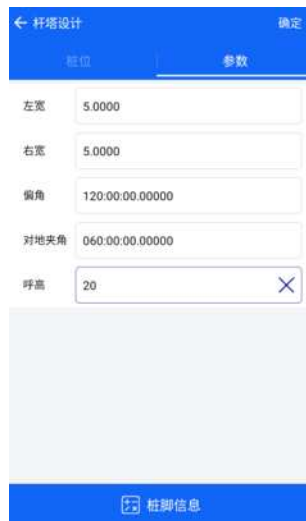 杆塔设计 确定
桩位 参数
左宽 5.0000
右宽 5.0000
偏角 120:00:00.00000
对地夹角 060:00:00.00000
呼高 20
桩脚信息